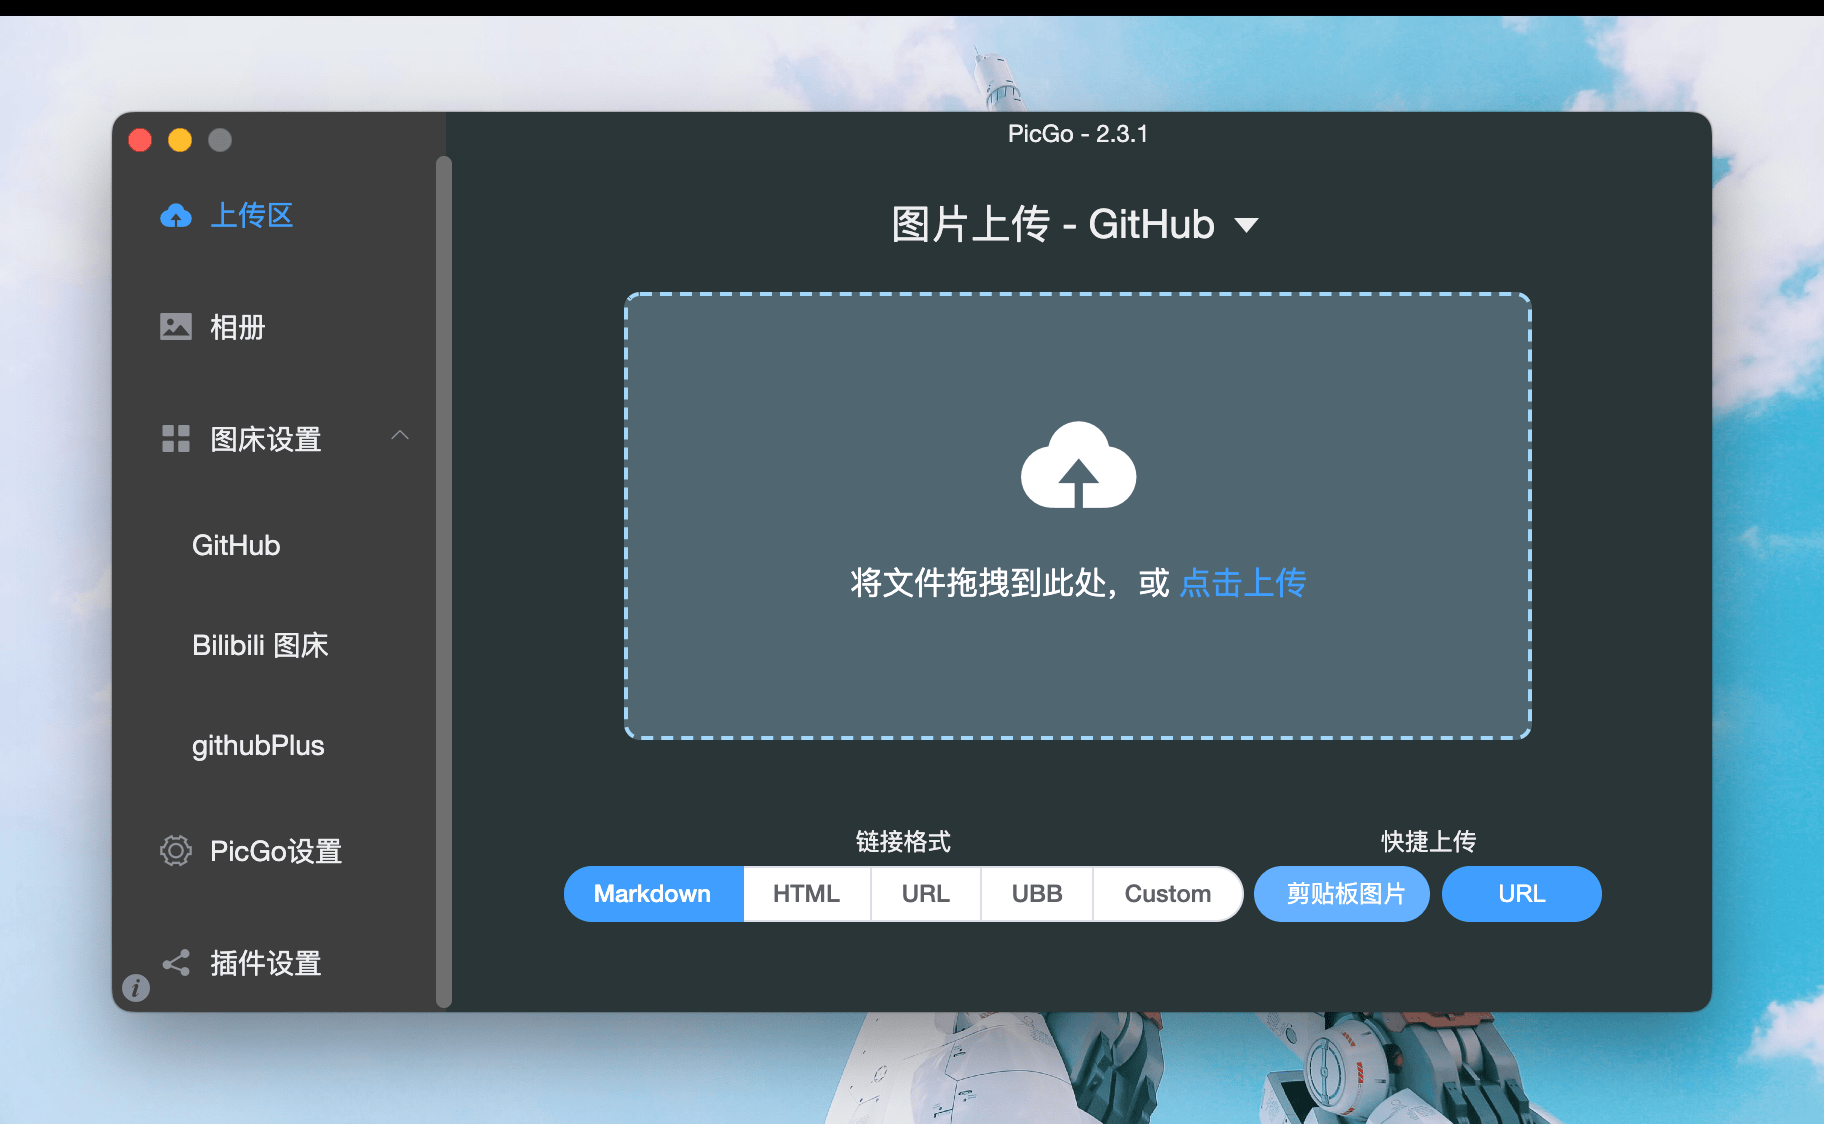 PicGo - 2.3.1
上传区
相册
图床设置
GitHub
Bilibili 图床
githubPlus
PicGo设置
插件设置
图片上传 - GitHub
将文件拖拽到此处，或 点击上传
链接格式
快捷上传
Markdown HTML URL UBB Custom
剪贴板图片 URL